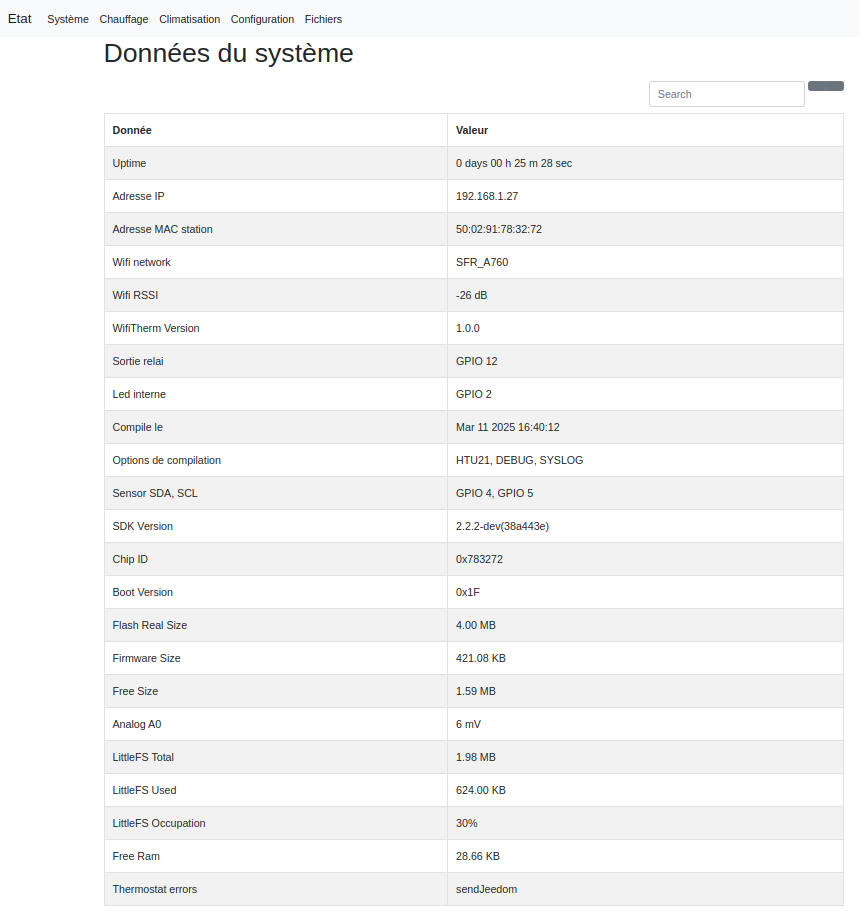 Etat Système Chauffage Climatisation Configuration Fichiers
Données du système
Search
Donnée Valeur
Uptime 0 days 00 h 25 m 28 sec
Adresse IP 192.168.1.27
Adresse MAC station 50:02:91:78:32:72
Wifi network SFR_A760
Wifi RSSI -26 dB
WifiTherm Version 1.0.0
Sortie relai GPIO 12
Led interne GPIO 2
Compile le Mar 11 2025 16:40:12
Options de compilation HTU21, DEBUG, SYSLOG
Sensor SDA, SCL GPIO 4, GPIO 5
SDK Version 2.2.2-dev(38a443e)
Chip ID 0x783272
Boot Version 0x1F
Flash Real Size 4.00 MB
Firmware Size 421.08 KB
Free Size 1.59 MB
Analog A0 6 mV
LittleFS Total 1.98 MB
LittleFS Used 624.00 KB
LittleFS Occupation 30%
Free Ram 28.66 KB
Thermostat errors sendJeedom